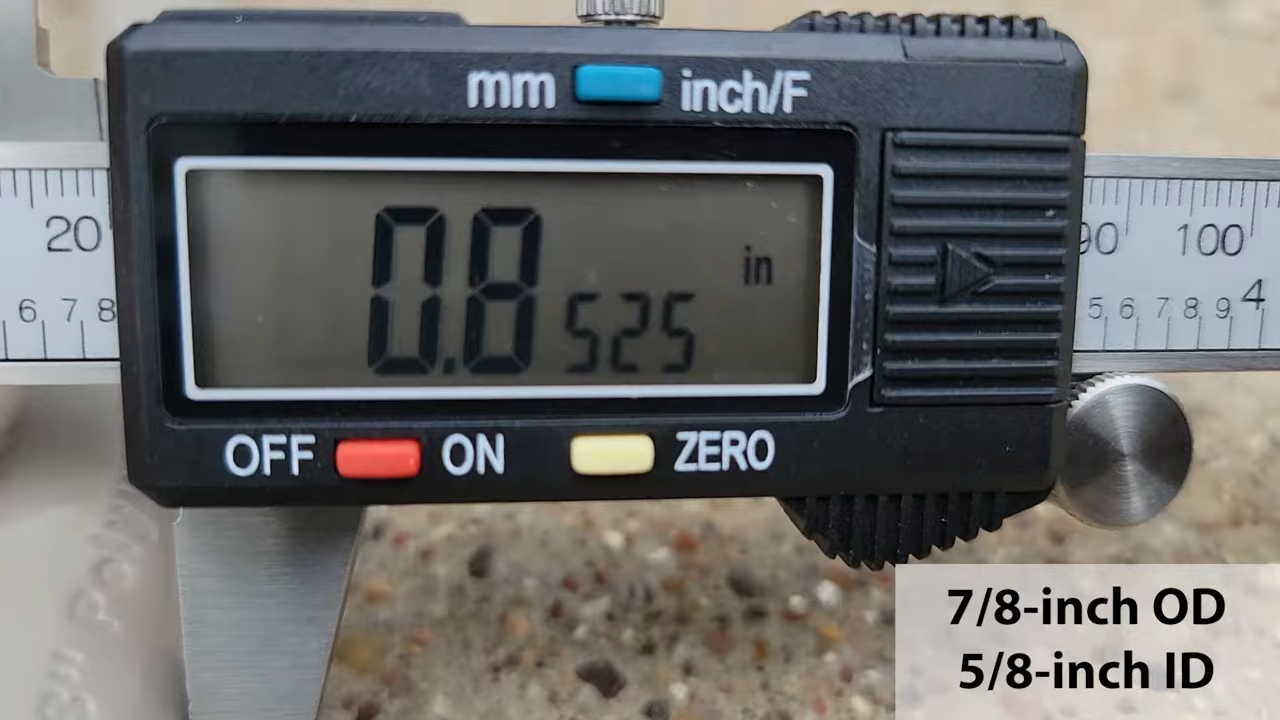 mm inch/F
0.8525 in
20
90 100
6 7 8
5 6 7 8 9 4
OFF ON ZERO
7/8-inch OD
5/8-inch ID